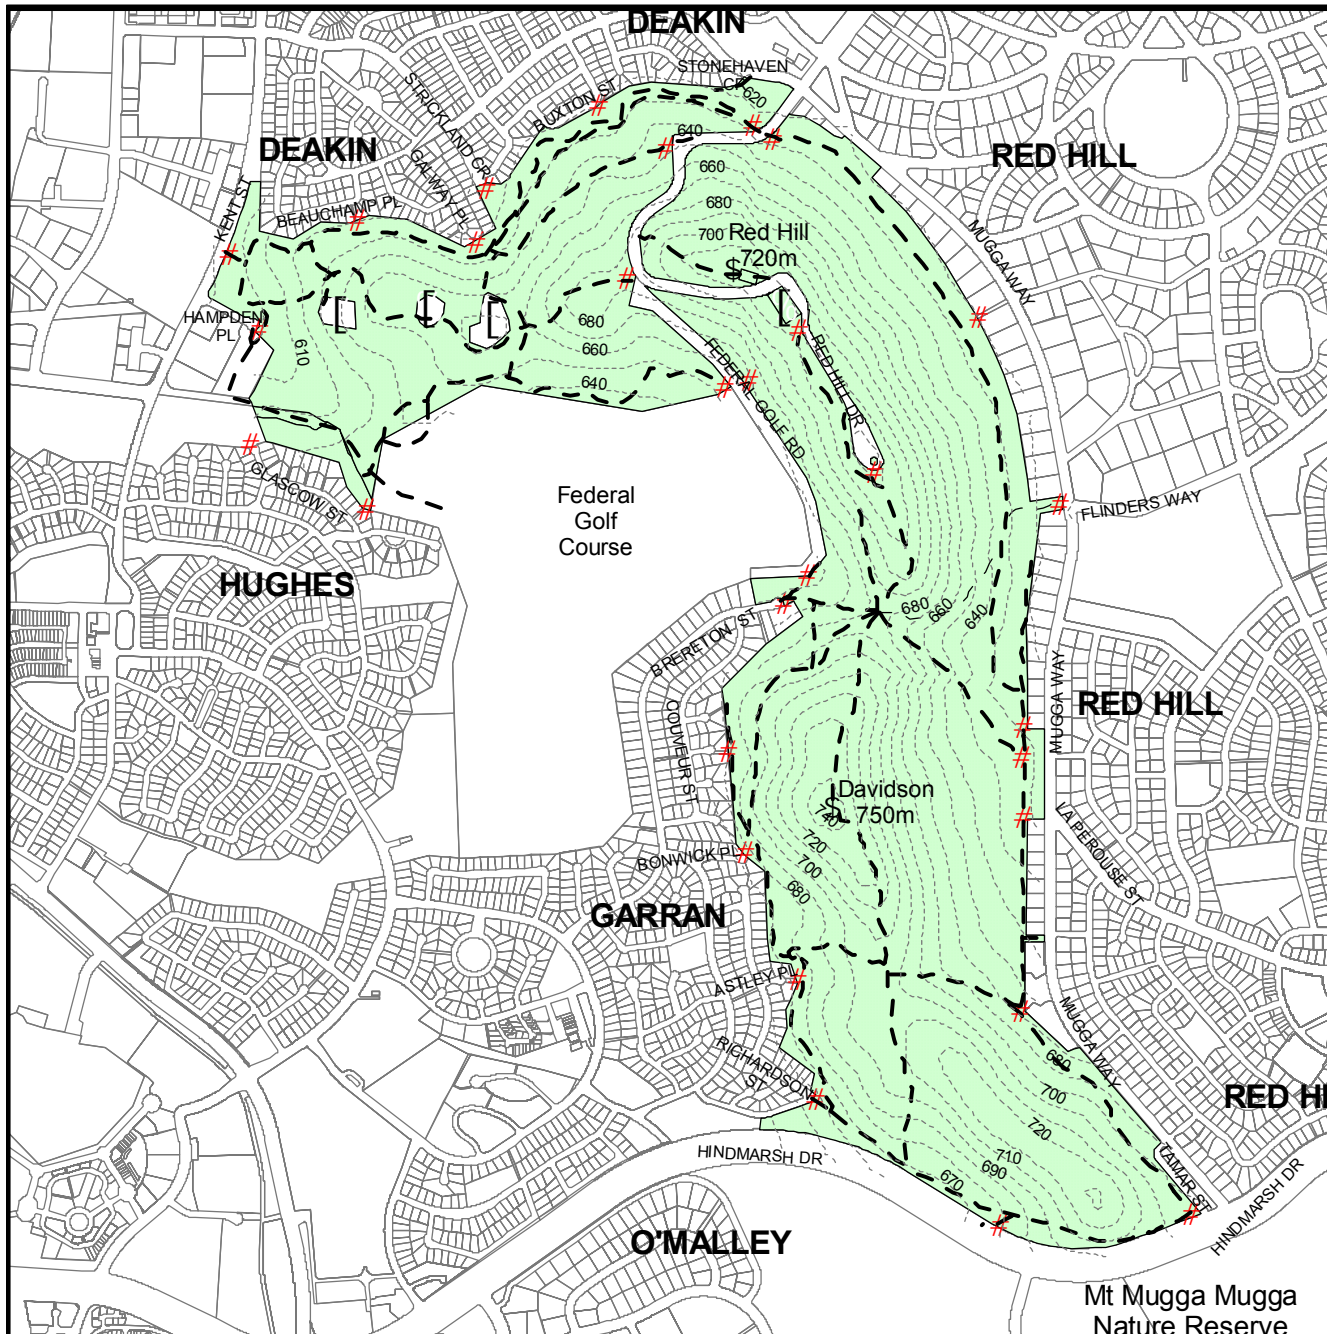 DEAKIN
STONEHAVEN
CR
620
STRICKLAND CR
BUXTON ST
640
DEAKIN
GALWAY PL
RED HILL
660
KENT ST
BEAUCHAMP PL
680
700
Red Hill
720m
MUGGA WAY
HAMPDEN
PL
680
610
660
640
FEDERAL GOLF RD
RED HILL DR
GLASCOW ST
Federal
Golf
Course
FLINDERS WAY
HUGHES
680
660
640
BRERETON ST
COUVEUR ST
MUGGA WAY
RED HILL
Davidson
750m
740
720
700
680
LA PEROUSE ST
BONWICK PL
GARRAN
ASTLEY PL
MUGGA WAY
RICHARDSON
ST
680
700
720
710
690
670
RED HI
HINDMARSH DR
TAMAR ST
HINDMARSH DR
O'MALLEY
Mt Mugga Mugga
Nature Reserve